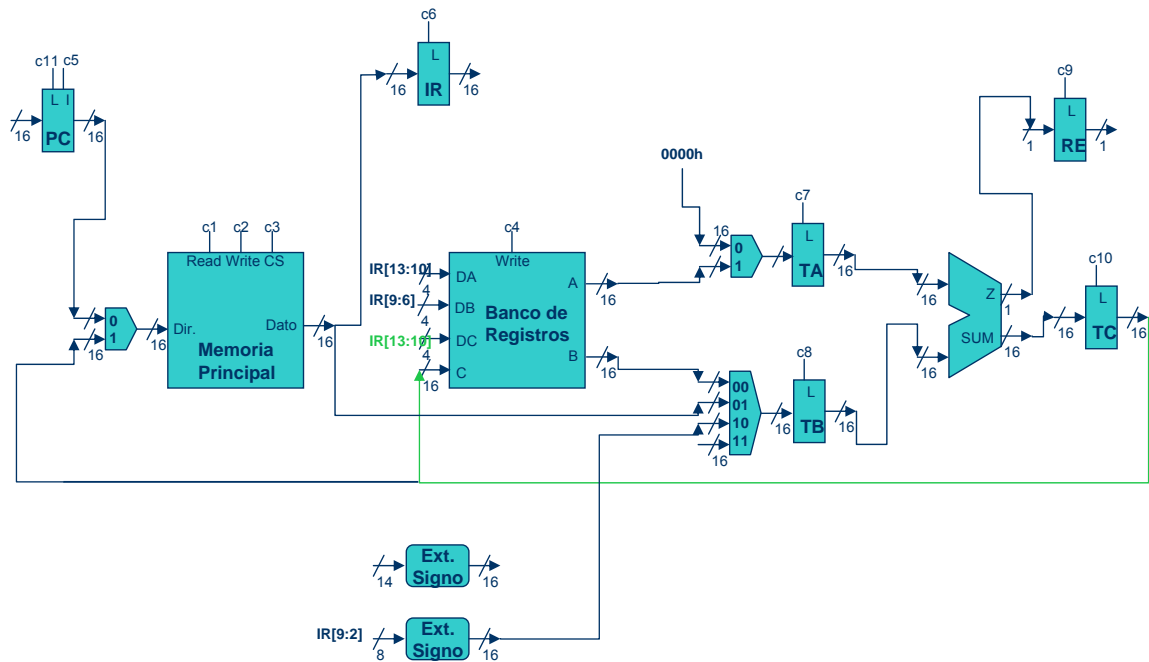 c6
L
IR
16
16
c11 c5
L I
PC
16
16
c9
L
RE
1
1
0000h
c7
L
TA
16
0
1
16
16
c1 c2 c3
Read Write CS
Dir.
Dato
Memoria
Principal
16
0
1
16
16
c4
Write
IR[13:10]
DA
4
IR[9:6]
DB
4
IR[13:10]
DC
4
C
16
Banco de
Registros
A
16
B
16
00
01
10
11
16
16
c8
L
TB
16
16
16
Z
1
SUM
16
c10
L
TC
16
16
14
Ext.
Signo
16
IR[9:2]
8
Ext.
Signo
16